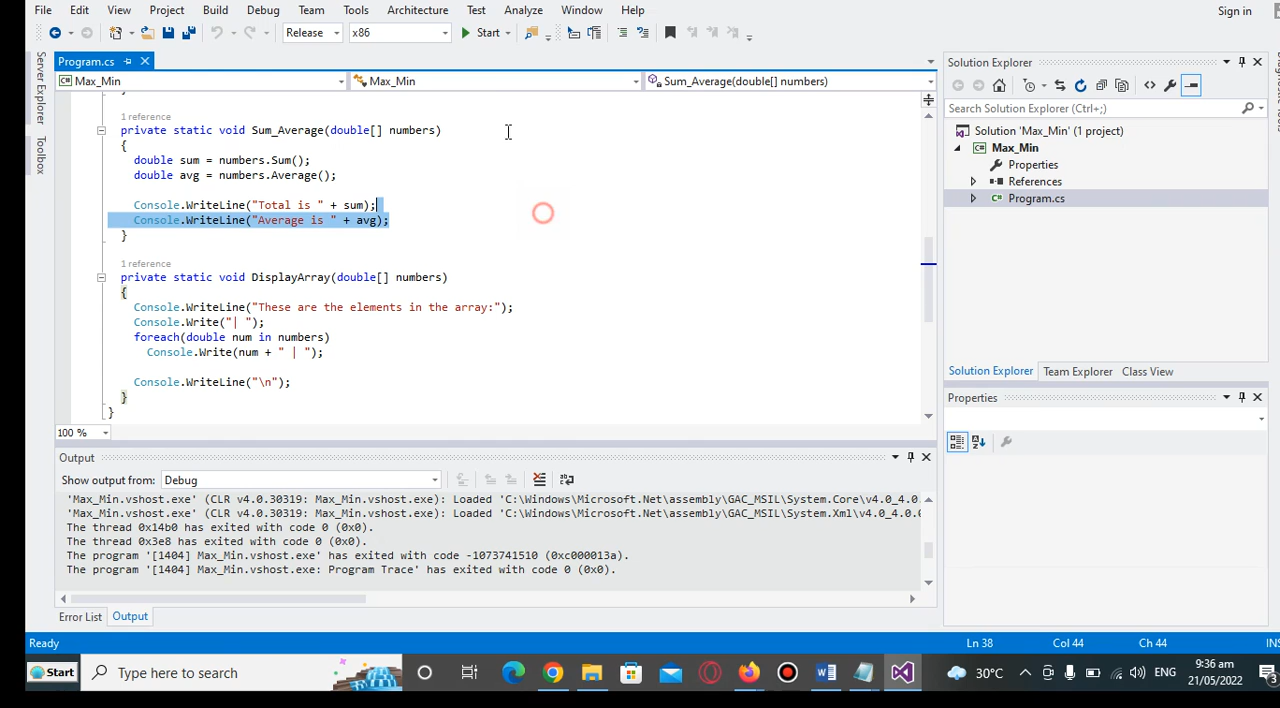 File Edit View Project Build Debug Team Tools Architecture Test Analyze Window Help Sign in
Release x86 Start
Program.cs
Max_Min Max_Min Sum_Average(double[] numbers)
1 reference
private static void Sum_Average(double[] numbers)
{
double sum = numbers.Sum();
double avg = numbers.Average();
Console.WriteLine("Total is " + sum);
Console.WriteLine("Average is " + avg);
}
1 reference
private static void DisplayArray(double[] numbers)
{
Console.WriteLine("These are the elements in the array:");
Console.Write("| ");
foreach(double num in numbers)
Console.Write(num + " | ");
Console.WriteLine("\n");
}
}
100 %
Server Explorer
Toolbox
Solution Explorer
Search Solution Explorer (Ctrl+;)
Solution 'Max_Min' (1 project)
Max_Min
Properties
References
Program.cs
Solution Explorer Team Explorer Class View
Properties
Output
Show output from: Debug
'Max_Min.vshost.exe' (CLR v4.0.30319: Max_Min.vshost.exe): Loaded 'C:\Windows\Microsoft.Net\assembly\GAC_MSIL\System.Core\v4.0_4.0.
'Max_Min.vshost.exe' (CLR v4.0.30319: Max_Min.vshost.exe): Loaded 'C:\Windows\Microsoft.Net\assembly\GAC_MSIL\System.Xml\v4.0_4.0.0
The thread 0x14b0 has exited with code 0 (0x0).
The thread 0x3e8 has exited with code 0 (0x0).
The program '[1404] Max_Min.vshost.exe' has exited with code -1073741510 (0xc000013a).
The program '[1404] Max_Min.vshost.exe: Program Trace' has exited with code 0 (0x0).
Error List Output
Ready Ln 38 Col 44 Ch 44 INS
Start Type here to search 30°C ENG 9:36 am
21/05/2022 3